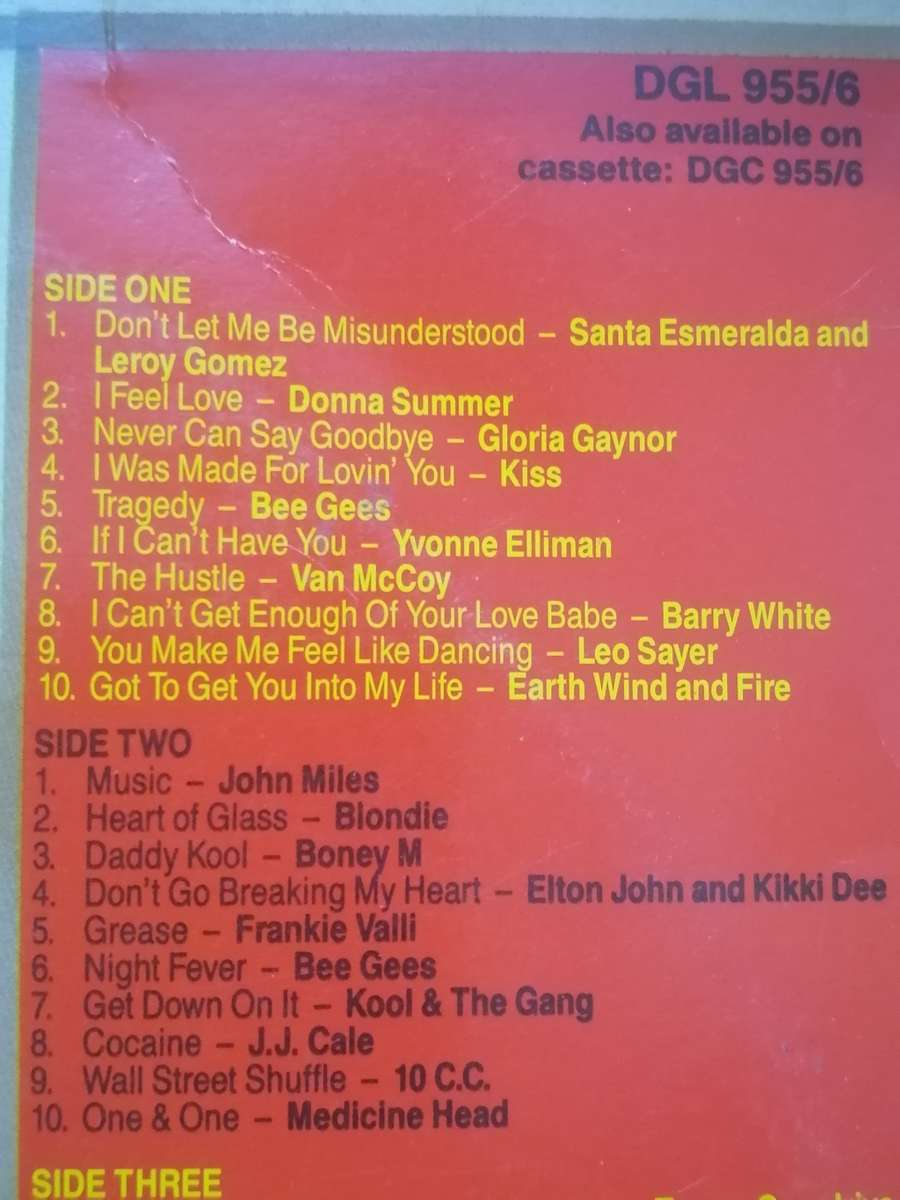 DGL 955/6
Also available on
cassette: DGC 955/6
SIDE ONE
1. Don't Let Me Be Misunderstood – Santa Esmeralda and
Leroy Gomez
2. I Feel Love – Donna Summer
3. Never Can Say Goodbye – Gloria Gaynor
4. I Was Made For Lovin' You – Kiss
5. Tragedy – Bee Gees
6. If I Can't Have You – Yvonne Elliman
7. The Hustle – Van McCoy
8. I Can't Get Enough Of Your Love Babe – Barry White
9. You Make Me Feel Like Dancing – Leo Sayer
10. Got To Get You Into My Life – Earth Wind and Fire
SIDE TWO
1. Music – John Miles
2. Heart of Glass – Blondie
3. Daddy Kool – Boney M
4. Don't Go Breaking My Heart – Elton John and Kikki Dee
5. Grease – Frankie Valli
6. Night Fever – Bee Gees
7. Get Down On It – Kool & The Gang
8. Cocaine – J.J. Cale
9. Wall Street Shuffle – 10 C.C.
10. One & One – Medicine Head
SIDE THREE